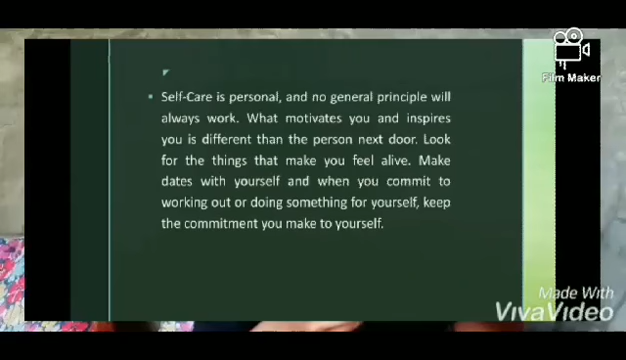 Film Maker
Self-Care is personal, and no general principle will
always work. What motivates you and inspires
you is different than the person next door. Look
for the things that make you feel alive. Make
dates with yourself and when you commit to
working out or doing something for yourself, keep
the commitment you make to yourself.
Made With
VivaVideo